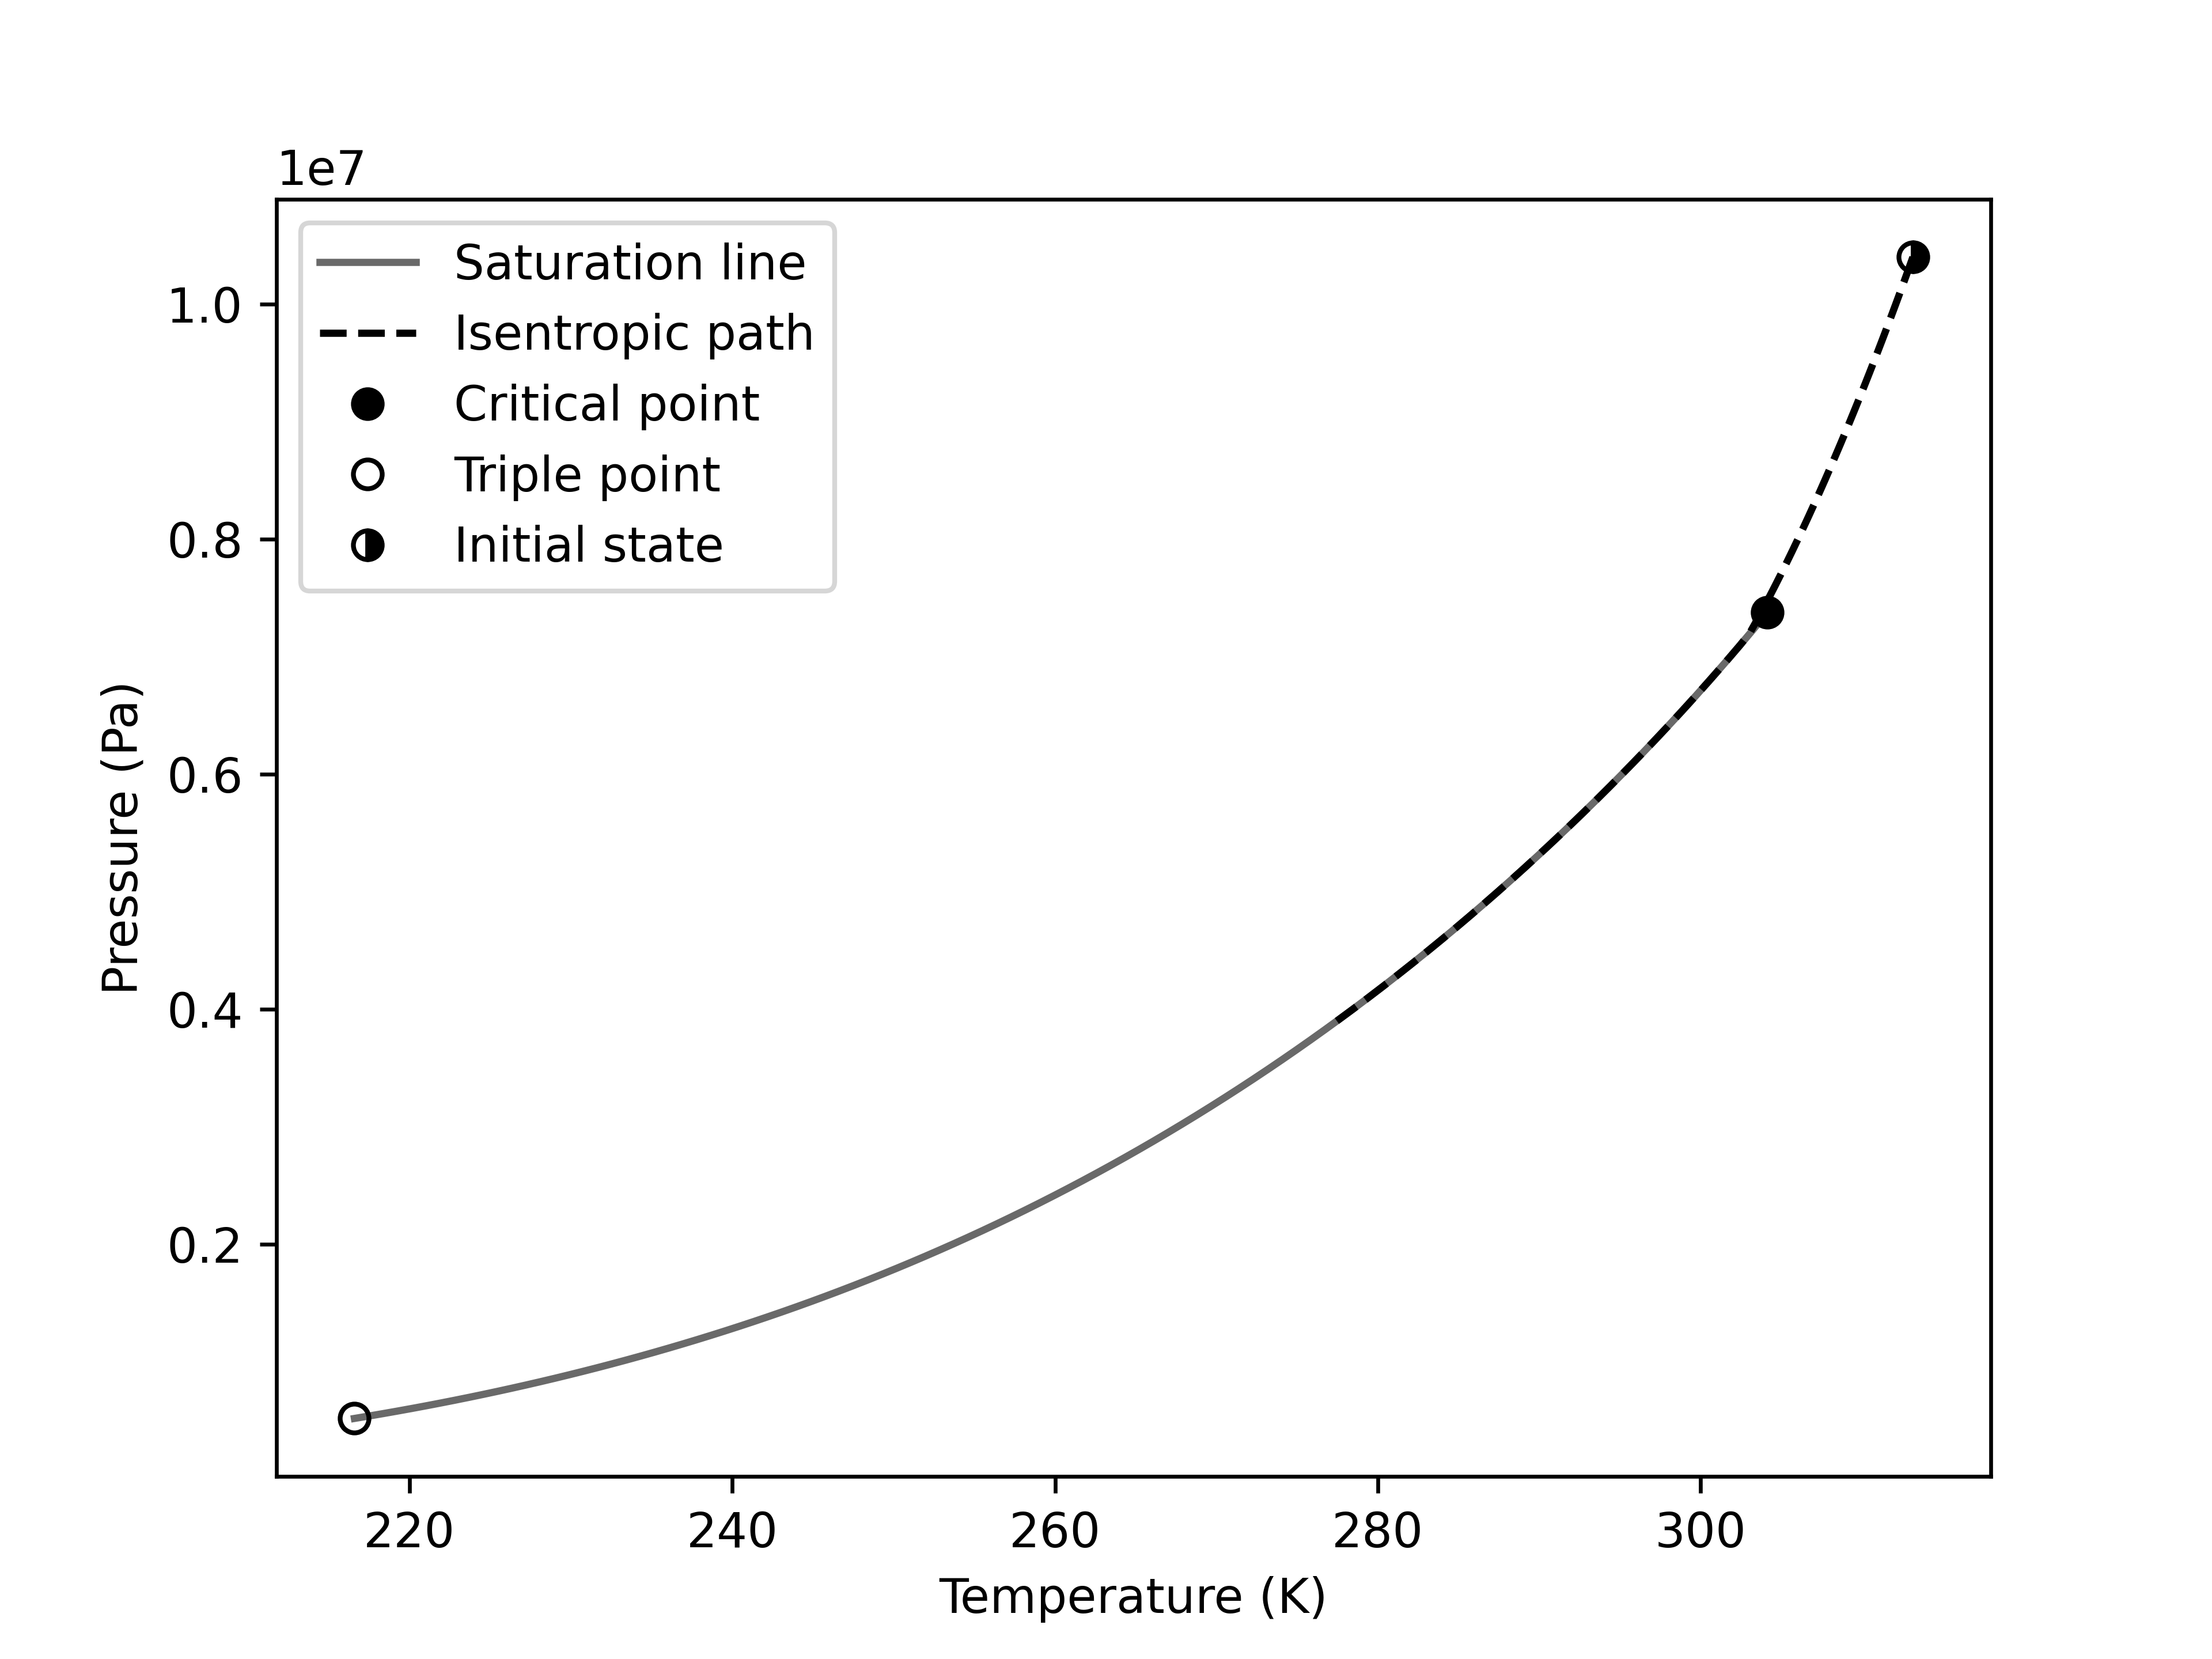 1e7
Saturation line
Isentropic path
Critical point
Triple point
Initial state
1.0
0.8
0.6
0.4
0.2
Pressure (Pa)
220 240 260 280 300
Temperature (K)